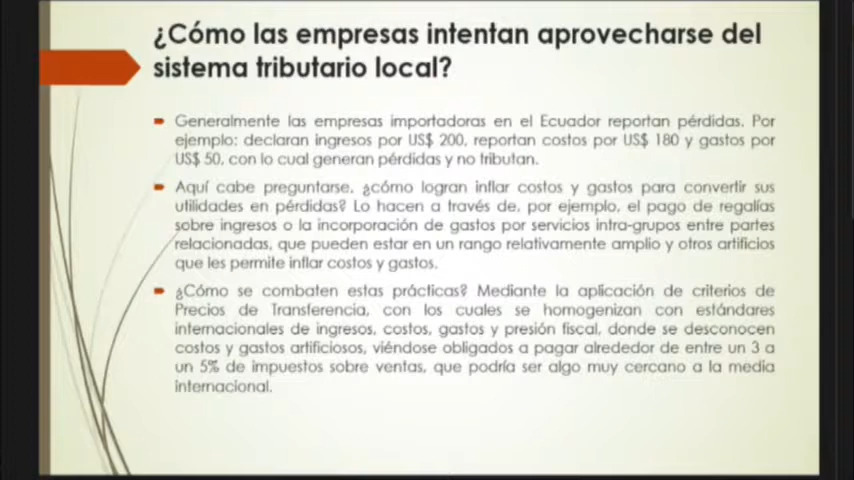 ¿Cómo las empresas intentan aprovecharse del
sistema tributario local?
Generalmente las empresas importadoras en el Ecuador reportan pérdidas. Por
ejemplo: declaran ingresos por US$ 200, reportan costos por US$ 180 y gastos por
US$ 50, con lo cual generan pérdidas y no tributan.
Aquí cabe preguntarse, ¿cómo logran inflar costos y gastos para convertir sus
utilidades en pérdidas? Lo hacen a través de, por ejemplo, el pago de regalías
sobre ingresos o la incorporación de gastos por servicios intra-grupos entre partes
relacionadas, que pueden estar en un rango relativamente amplio y otros artificios
que les permite inflar costos y gastos.
¿Cómo se combaten estas prácticas? Mediante la aplicación de criterios de
Precios de Transferencia, con los cuales se homogenizan con estándares
internacionales de ingresos, costos, gastos y presión fiscal, donde se desconocen
costos y gastos artificiosos, viéndose obligados a pagar alrededor de entre un 3 a
un 5% de impuestos sobre ventas, que podría ser algo muy cercano a la media
internacional.